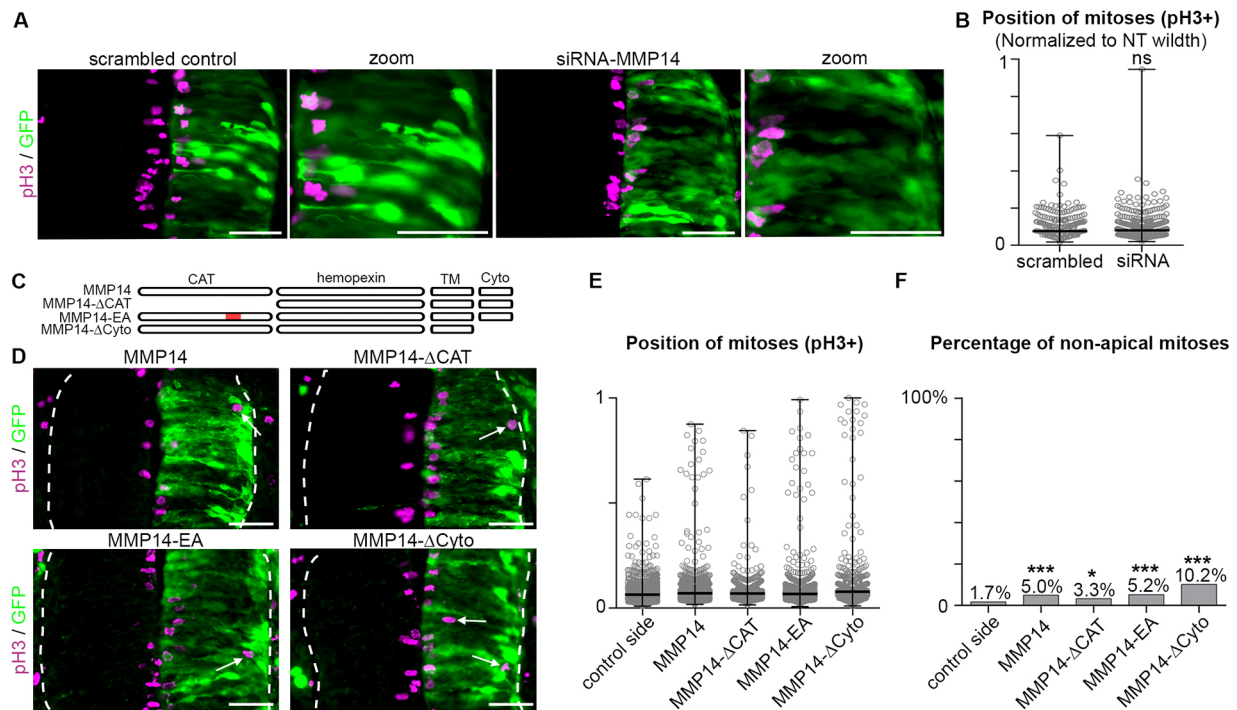 A
scrambled control
zoom
siRNA-MMP14
zoom
pH3 / GFP
B
Position of mitoses (pH3+)
(Normalized to NT wildth)
ns
1
0
scrambled
siRNA
C
CAT
hemopexin
TM
Cyto
MMP14
MMP14-ΔCAT
MMP14-EA
MMP14-ΔCyto
D
MMP14
MMP14-ΔCAT
pH3 / GFP
MMP14-EA
MMP14-ΔCyto
pH3 / GFP
E
Position of mitoses (pH3+)
1
0
control side
MMP14
MMP14-ΔCAT
MMP14-EA
MMP14-ΔCyto
F
Percentage of non-apical mitoses
100%
0
1.7%
***
5.0%
*
3.3%
***
5.2%
***
10.2%
control side
MMP14
MMP14-ΔCAT
MMP14-EA
MMP14-ΔCyto